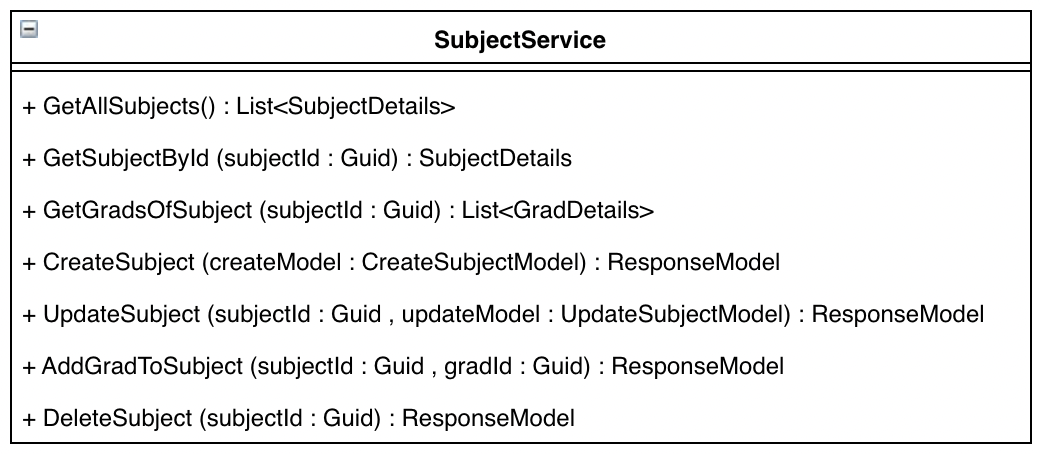 SubjectService
+ GetAllSubjects() : List<SubjectDetails>
+ GetSubjectById (subjectId : Guid) : SubjectDetails
+ GetGradsOfSubject (subjectId : Guid) : List<GradDetails>
+ CreateSubject (createModel : CreateSubjectModel) : ResponseModel
+ UpdateSubject (subjectId : Guid , updateModel : UpdateSubjectModel) : ResponseModel
+ AddGradToSubject (subjectId : Guid , gradId : Guid) : ResponseModel
+ DeleteSubject (subjectId : Guid) : ResponseModel